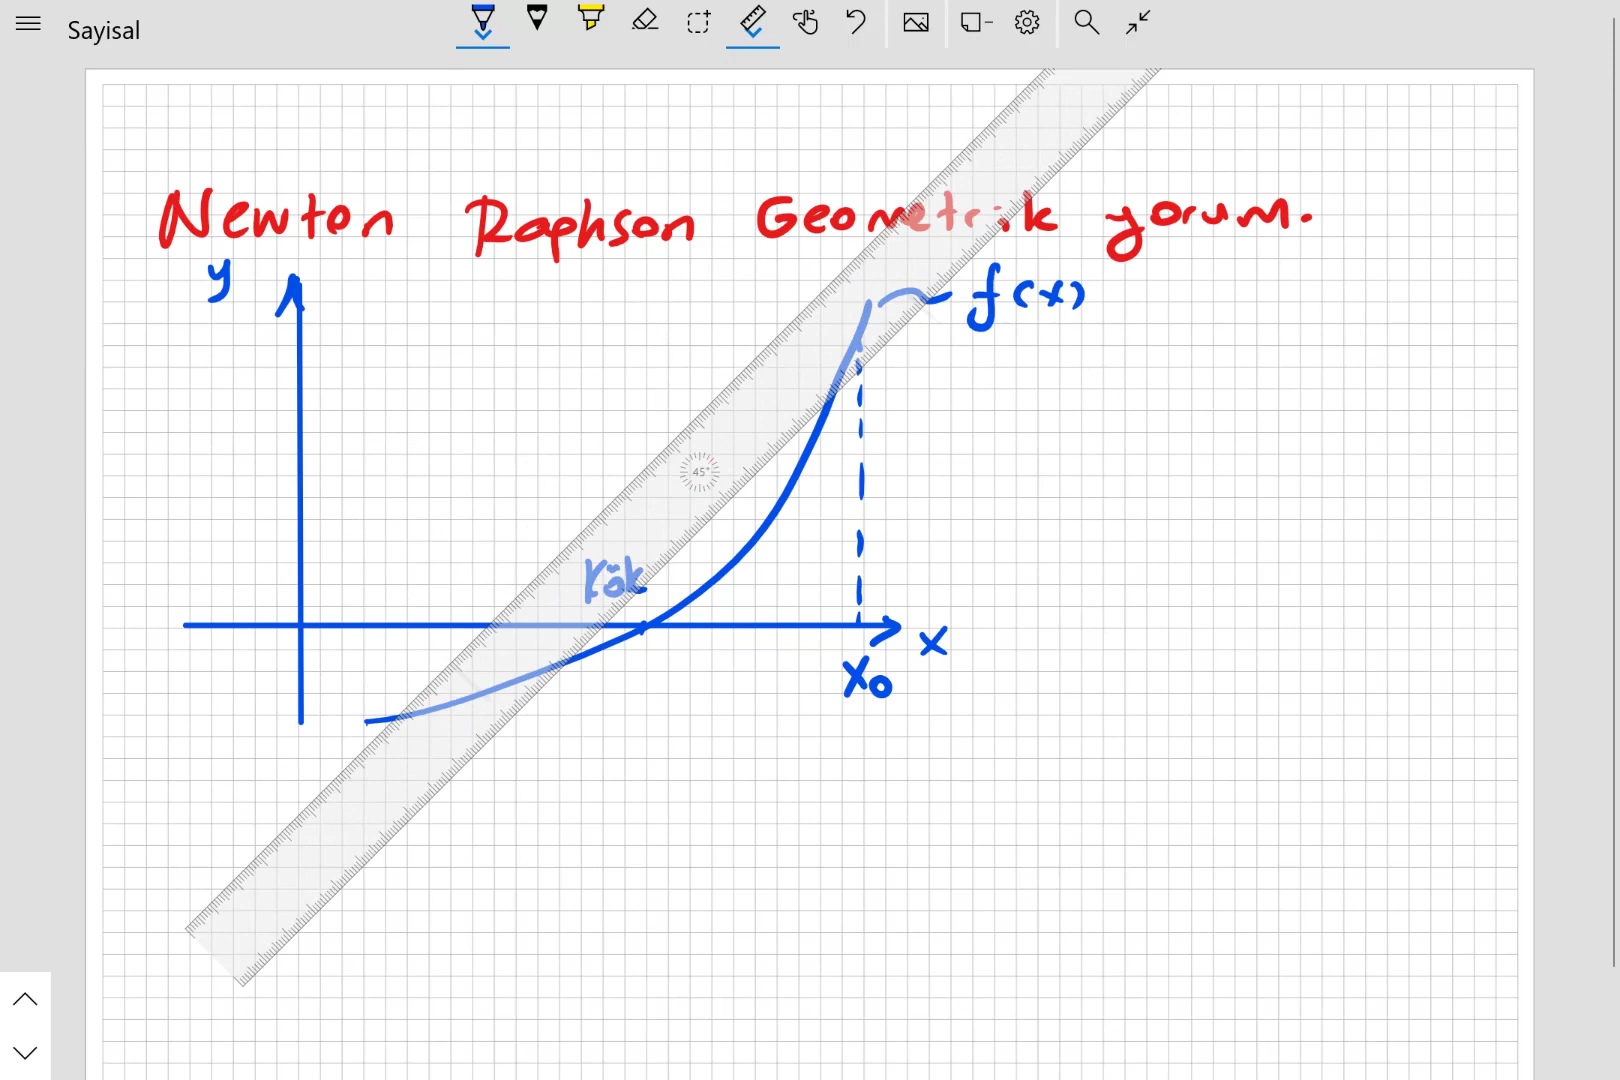 Sayisal
Newton Raphson Geometrik yorum.
y
f(x)
45°
Kök
x
x₀